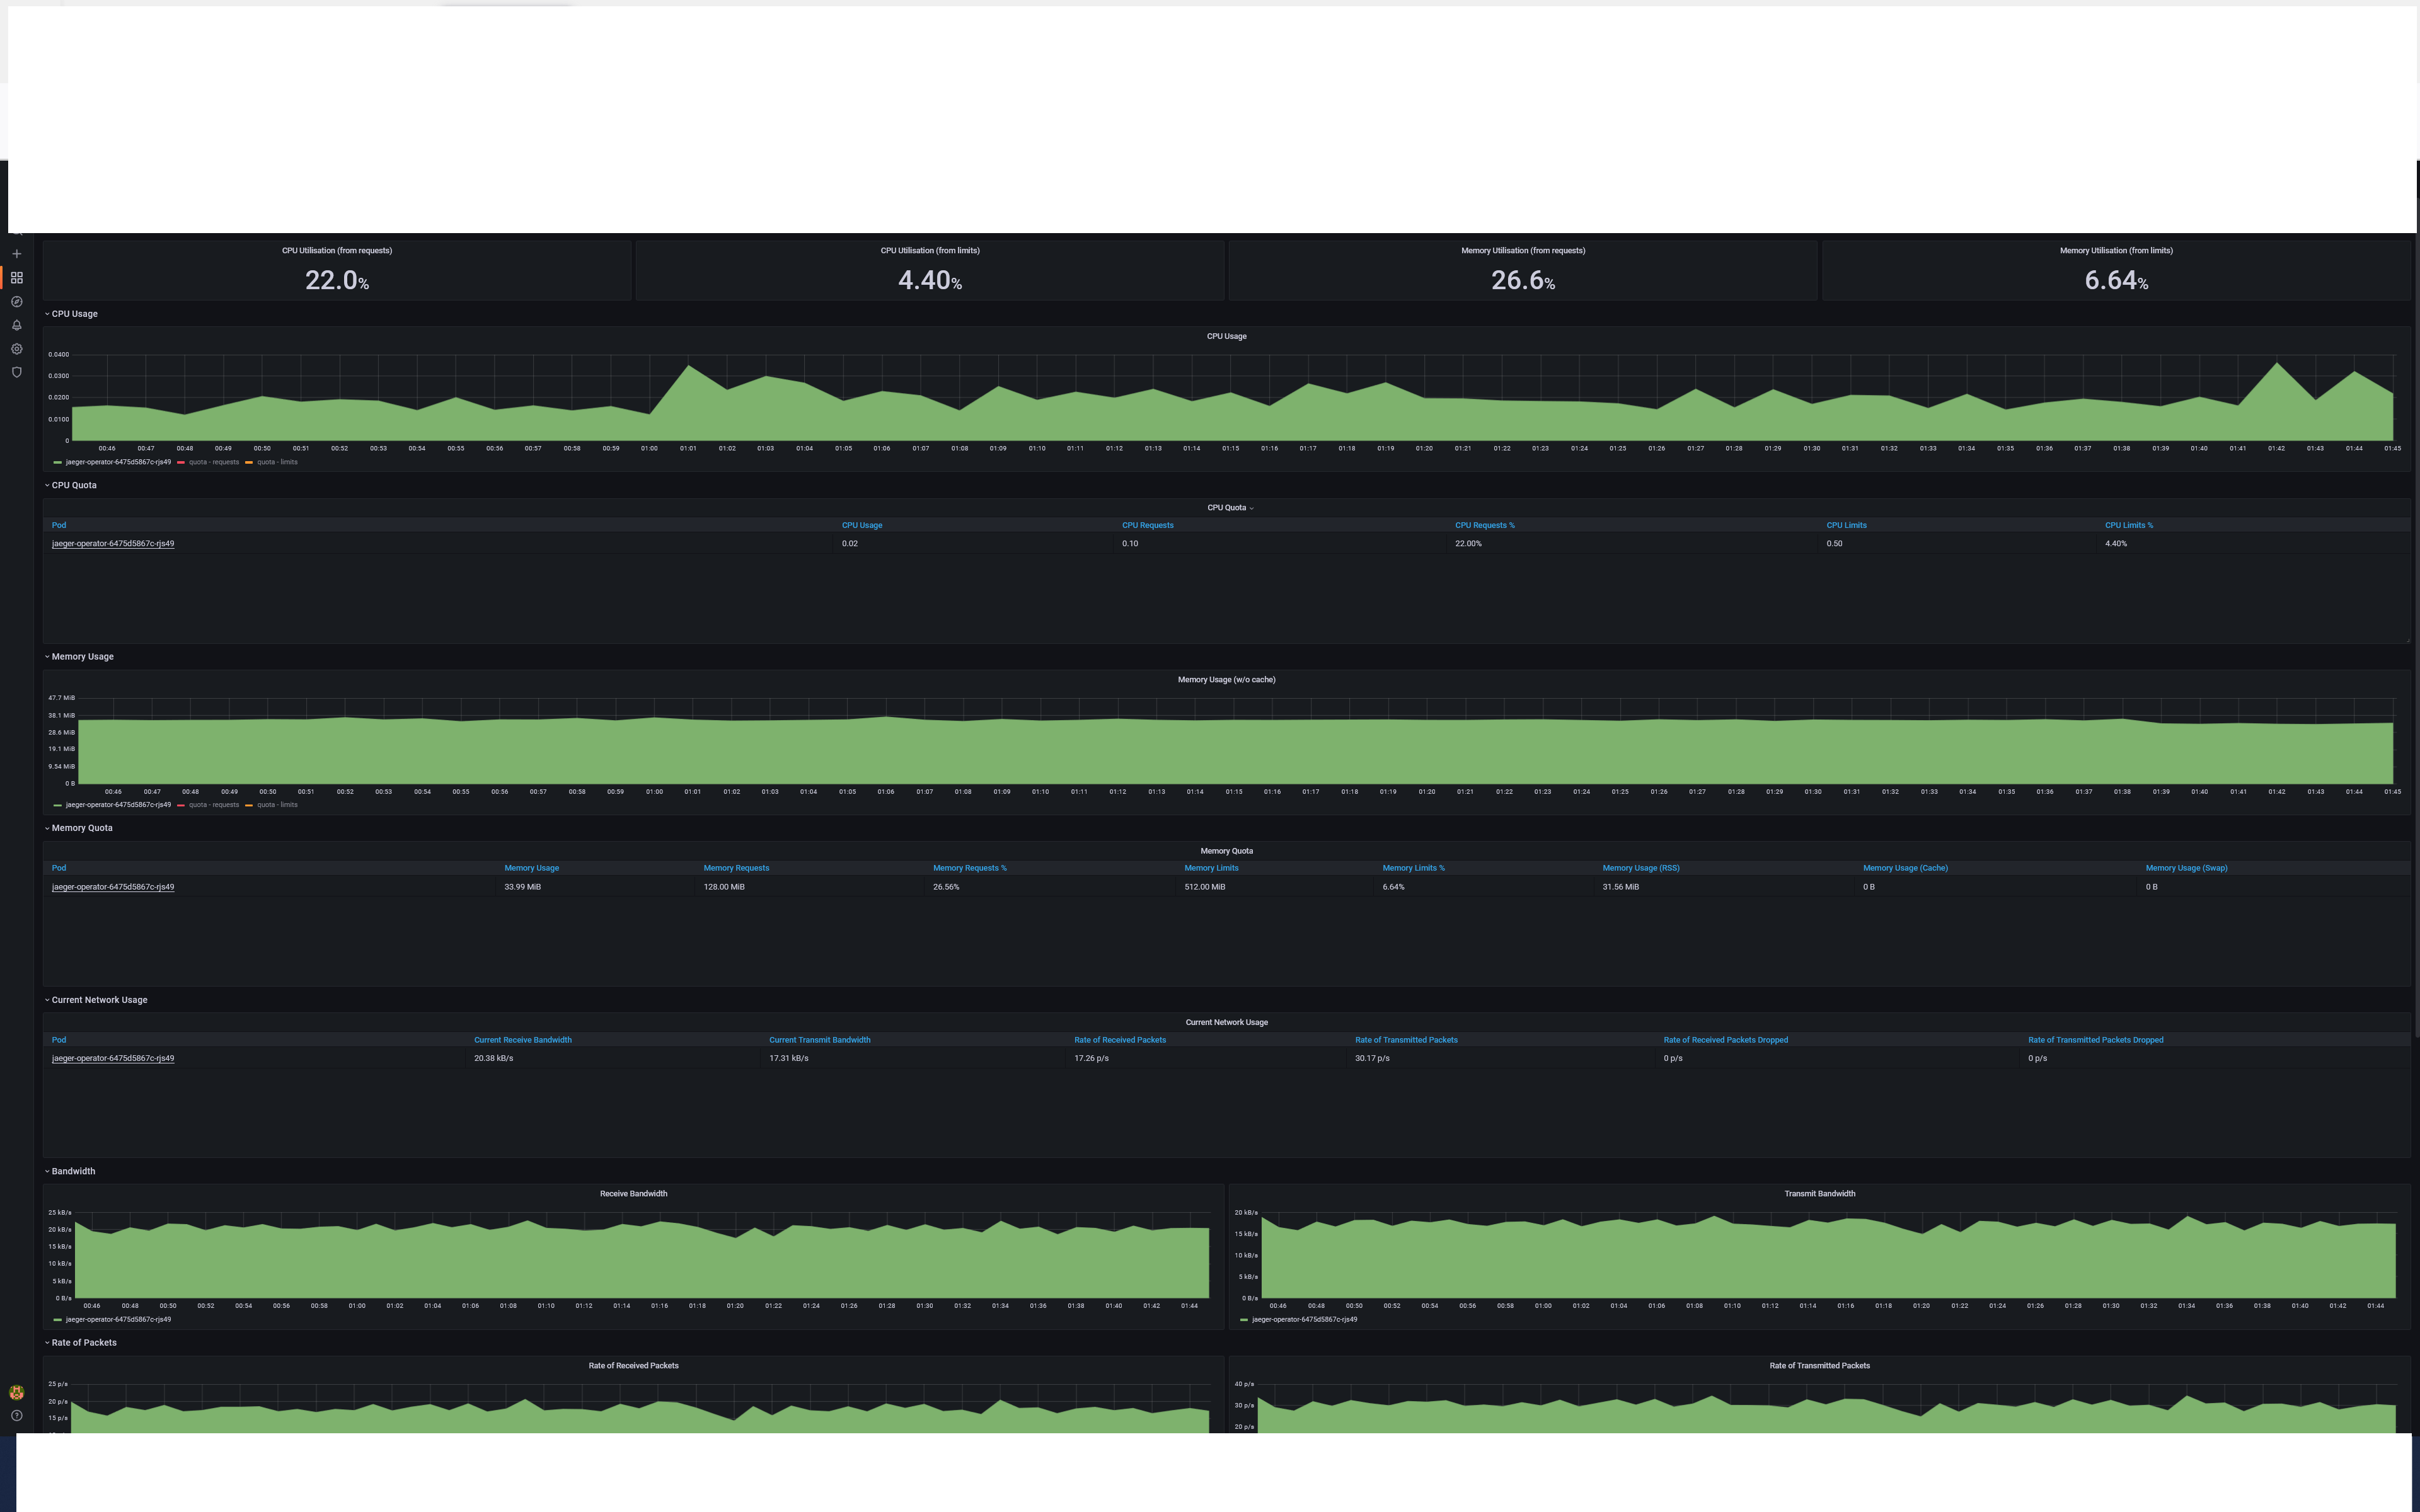 CPU Utilisation (from requests) CPU Utilisation (from limits) Memory Utilisation (from requests) Memory Utilisation (from limits)
22.0% 4.40% 26.6% 6.64%
CPU Usage
CPU Usage
0.0400
0.0300
0.0200
0.0100
0
00:46 00:47 00:48 00:49 00:50 00:51 00:52 00:53 00:54 00:55 00:56 00:57 00:58 00:59 01:00 01:01 01:02 01:03 01:04 01:05 01:06 01:07 01:08 01:09 01:10 01:11 01:12 01:13 01:14 01:15 01:16 01:17 01:18 01:19 01:20 01:21 01:22 01:23 01:24 01:25 01:26 01:27 01:28 01:29 01:30 01:31 01:32 01:33 01:34 01:35 01:36 01:37 01:38 01:39 01:40 01:41 01:42 01:43 01:44 01:45
jaeger-operator-6475d5867c-rjs49 quota - requests quota - limits
CPU Quota
CPU Quota
Pod CPU Usage CPU Requests CPU Requests % CPU Limits CPU Limits %
jaeger-operator-6475d5867c-rjs49 0.02 0.10 22.00% 0.50 4.40%
Memory Usage
Memory Usage (w/o cache)
47.7 MiB
38.1 MiB
28.6 MiB
19.1 MiB
9.54 MiB
0 B
00:46 00:47 00:48 00:49 00:50 00:51 00:52 00:53 00:54 00:55 00:56 00:57 00:58 00:59 01:00 01:01 01:02 01:03 01:04 01:05 01:06 01:07 01:08 01:09 01:10 01:11 01:12 01:13 01:14 01:15 01:16 01:17 01:18 01:19 01:20 01:21 01:22 01:23 01:24 01:25 01:26 01:27 01:28 01:29 01:30 01:31 01:32 01:33 01:34 01:35 01:36 01:37 01:38 01:39 01:40 01:41 01:42 01:43 01:44 01:45
jaeger-operator-6475d5867c-rjs49 quota - requests quota - limits
Memory Quota
Memory Quota
Pod Memory Usage Memory Requests Memory Requests % Memory Limits Memory Limits % Memory Usage (RSS) Memory Usage (Cache) Memory Usage (Swap)
jaeger-operator-6475d5867c-rjs49 33.99 MiB 128.00 MiB 26.56% 512.00 MiB 6.64% 31.56 MiB 0 B 0 B
Current Network Usage
Current Network Usage
Pod Current Receive Bandwidth Current Transmit Bandwidth Rate of Received Packets Rate of Transmitted Packets Rate of Received Packets Dropped Rate of Transmitted Packets Dropped
jaeger-operator-6475d5867c-rjs49 20.38 kB/s 17.31 kB/s 17.26 p/s 30.17 p/s 0 p/s 0 p/s
Bandwidth
Receive Bandwidth
25 kB/s
20 kB/s
15 kB/s
10 kB/s
5 kB/s
0 B/s
00:46 00:48 00:50 00:52 00:54 00:56 00:58 01:00 01:02 01:04 01:06 01:08 01:10 01:12 01:14 01:16 01:18 01:20 01:22 01:24 01:26 01:28 01:30 01:32 01:34 01:36 01:38 01:40 01:42 01:44
jaeger-operator-6475d5867c-rjs49
Transmit Bandwidth
20 kB/s
15 kB/s
10 kB/s
5 kB/s
0 B/s
00:46 00:48 00:50 00:52 00:54 00:56 00:58 01:00 01:02 01:04 01:06 01:08 01:10 01:12 01:14 01:16 01:18 01:20 01:22 01:24 01:26 01:28 01:30 01:32 01:34 01:36 01:38 01:40 01:42 01:44
jaeger-operator-6475d5867c-rjs49
Rate of Packets
Rate of Received Packets
25 p/s
20 p/s
15 p/s
Rate of Transmitted Packets
40 p/s
30 p/s
20 p/s